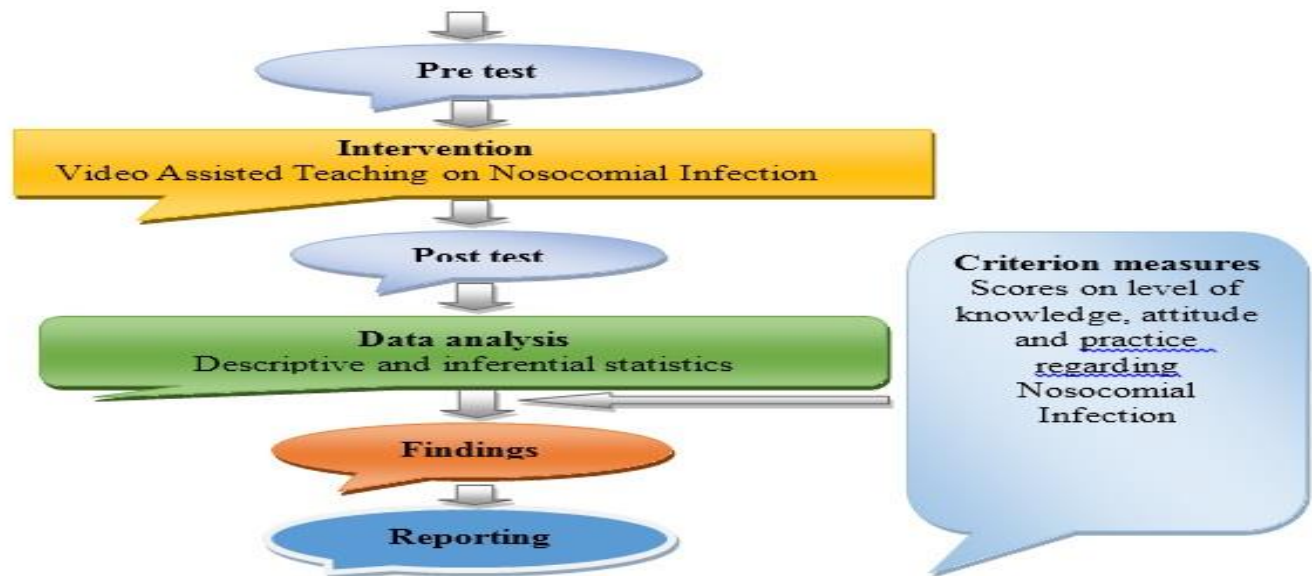 Pre test
Intervention
Video Assisted Teaching on Nosocomial Infection
Post test
Data analysis
Descriptive and inferential statistics
Findings
Reporting
Criterion measures
Scores on level of
knowledge, attitude
and practice
regarding
Nosocomial
Infection